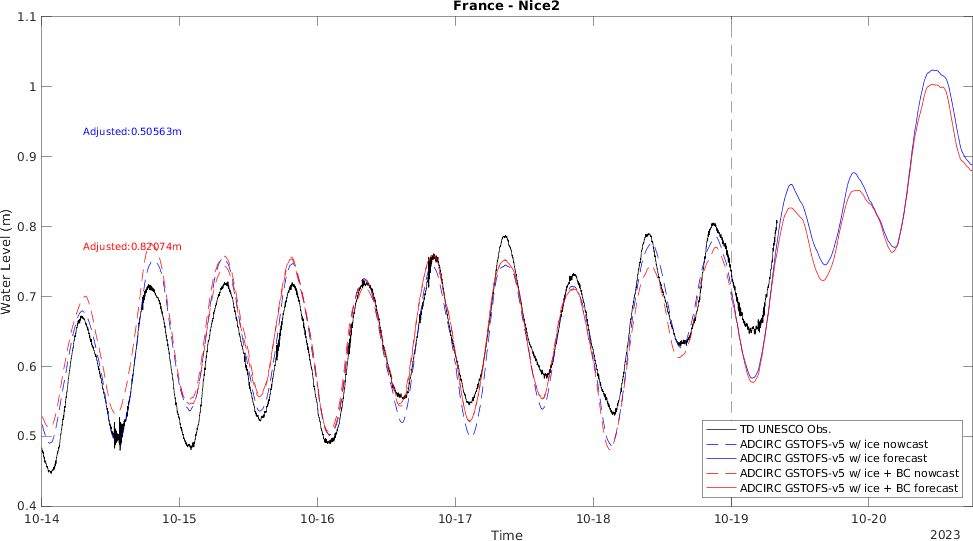 France - Nice2
1.1
1
0.9
0.8
0.7
0.6
0.5
0.4
Water Level (m)
Adjusted:0.50563m
Adjusted:0.82074m
TD UNESCO Obs.
ADCIRC GSTOFS-v5 w/ ice nowcast
ADCIRC GSTOFS-v5 w/ ice forecast
ADCIRC GSTOFS-v5 w/ ice + BC nowcast
ADCIRC GSTOFS-v5 w/ ice + BC forecast
10-14 10-15 10-16 10-17 10-18 10-19 10-20
Time
2023